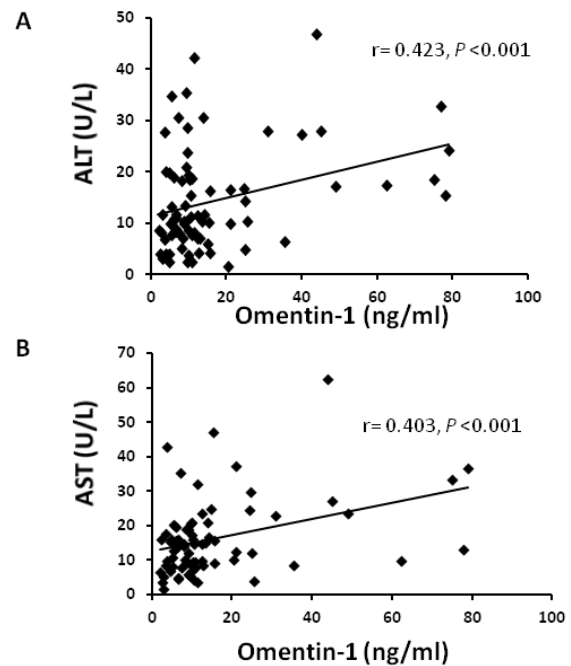 A
50
40
30
20
10
0
ALT (U/L)
r= 0.423, P <0.001
0 20 40 60 80 100
Omentin-1 (ng/ml)
B
70
60
50
40
30
20
10
0
AST (U/L)
r= 0.403, P <0.001
0 20 40 60 80 100
Omentin-1 (ng/ml)